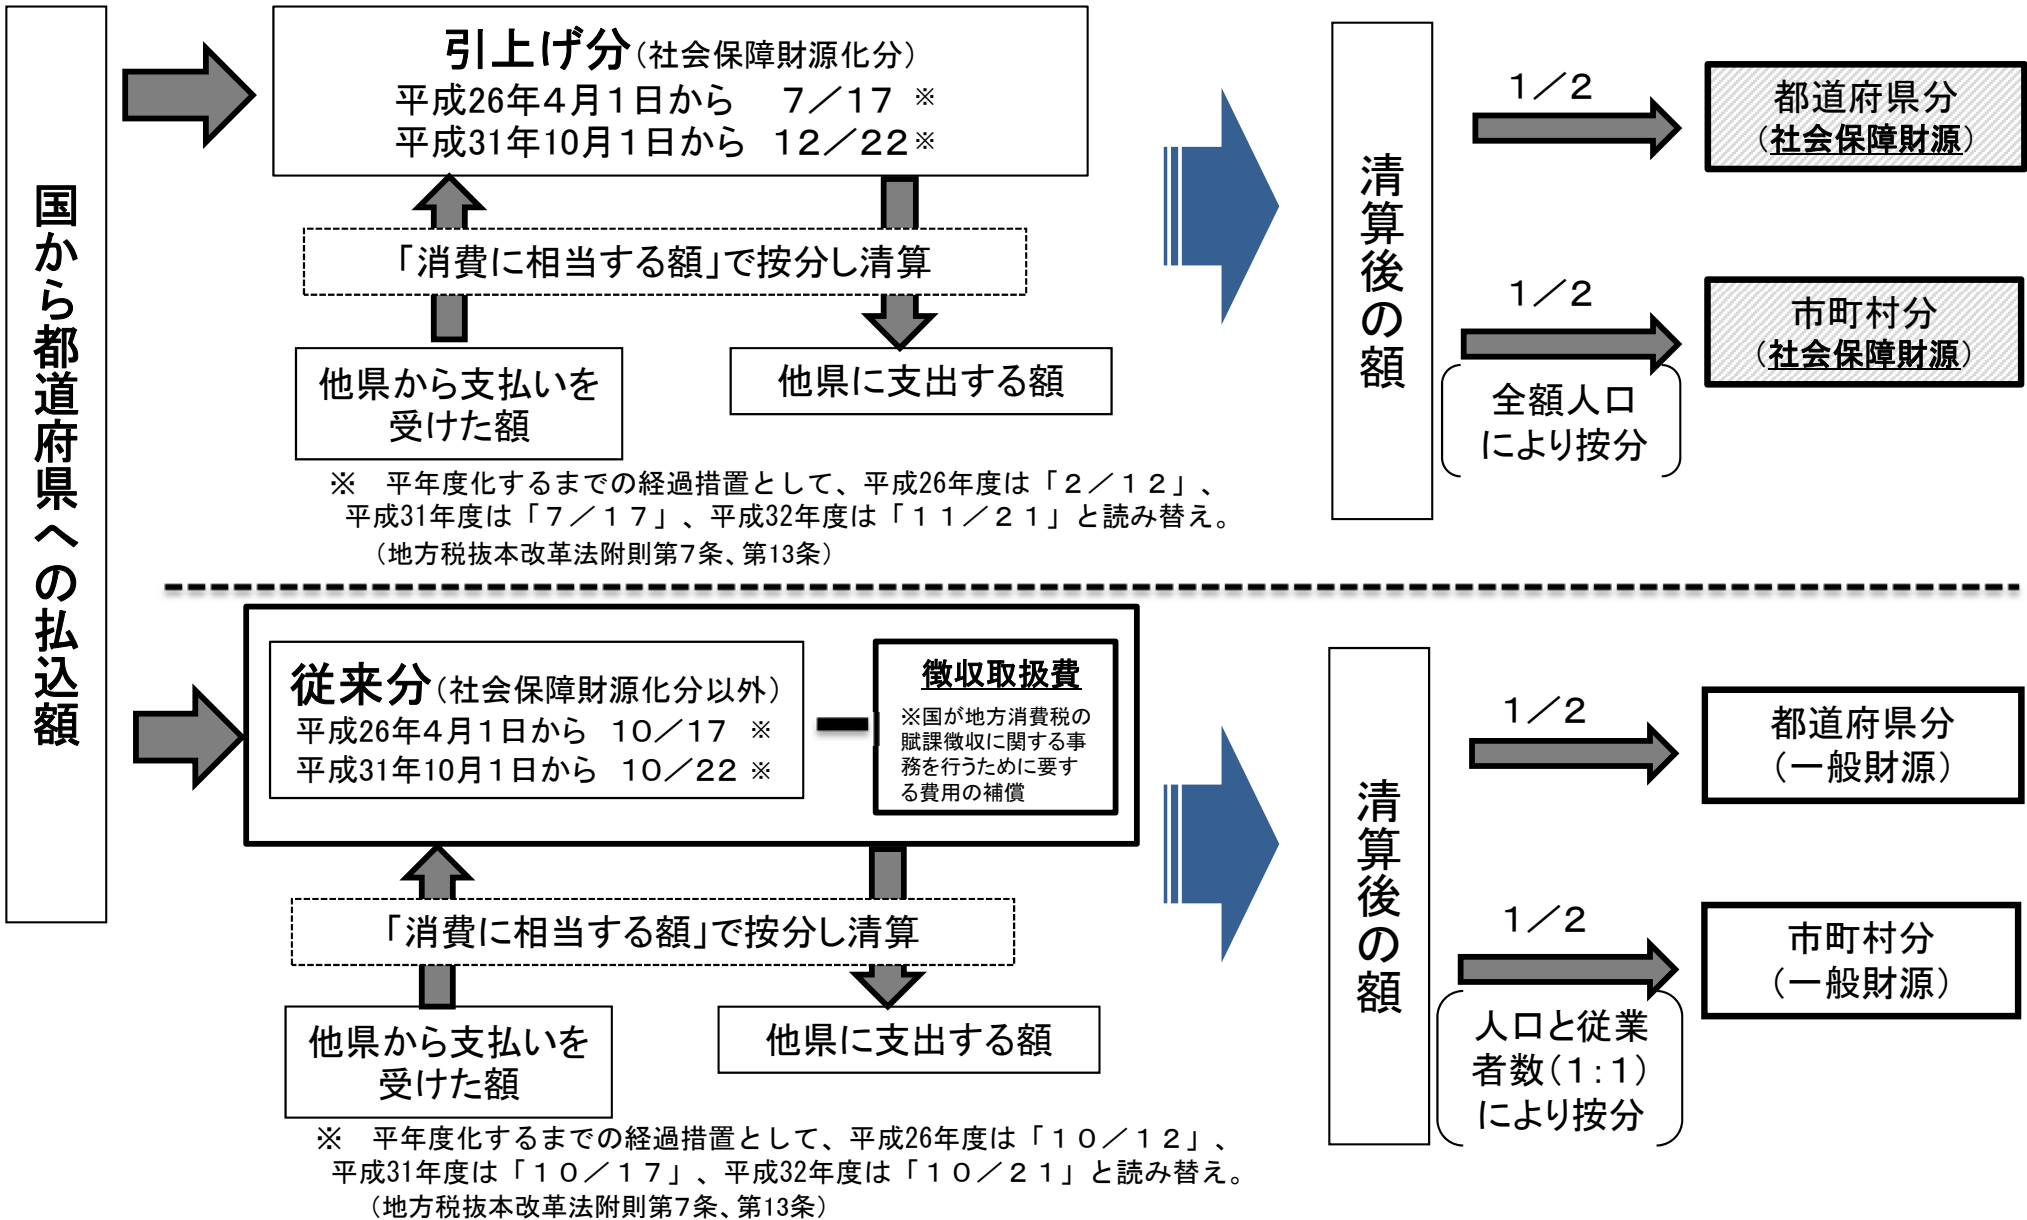 国から都道府県への払込額
引上げ分(社会保障財源化分)
平成26年4月1日から　7／17 ※
平成31年10月1日から　12／22※
「消費に相当する額」で按分し清算
他県から支払いを
受けた額
他県に支出する額
※　平年度化するまでの経過措置として、平成26年度は「２／１２」、
平成31年度は「７／１７」、平成32年度は「１１／２１」と読み替え。
（地方税抜本改革法附則第7条、第13条）
清算後の額
1／2
都道府県分
（社会保障財源）
1／2
市町村分
（社会保障財源）
全額人口
により按分
従来分(社会保障財源化分以外)
平成26年4月1日から　10／17　※
平成31年10月1日から　10／22 ※
徴収取扱費
※国が地方消費税の
賦課徴収に関する事
務を行うために要す
る費用の補償
「消費に相当する額」で按分し清算
他県から支払いを
受けた額
他県に支出する額
※　平年度化するまでの経過措置として、平成26年度は「１０／１２」、
平成31年度は「１０／１７」、平成32年度は「１０／２１」と読み替え。
（地方税抜本改革法附則第7条、第13条）
清算後の額
1／2
都道府県分
（一般財源）
1／2
市町村分
（一般財源）
人口と従業
者数(1：1)
により按分